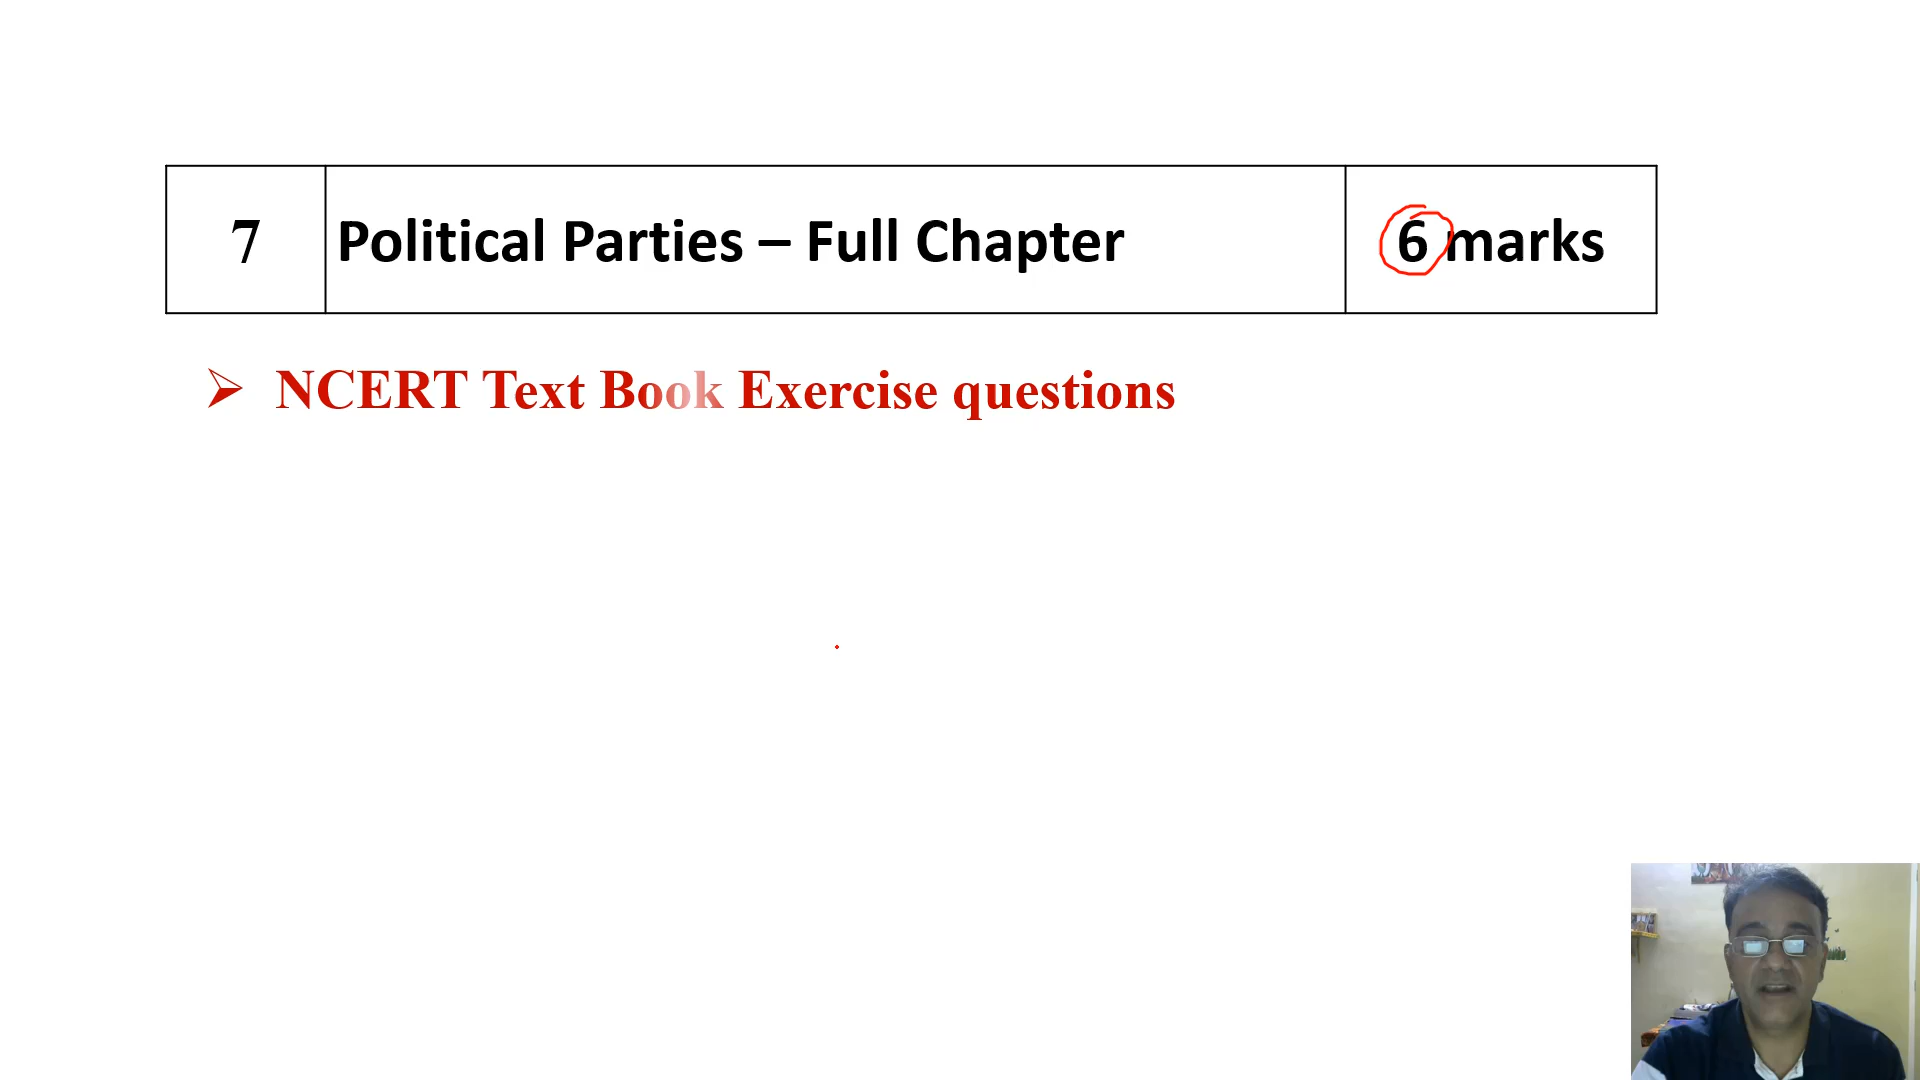 7 Political Parties – Full Chapter 6 marks
➢ NCERT Text Book Exercise questions